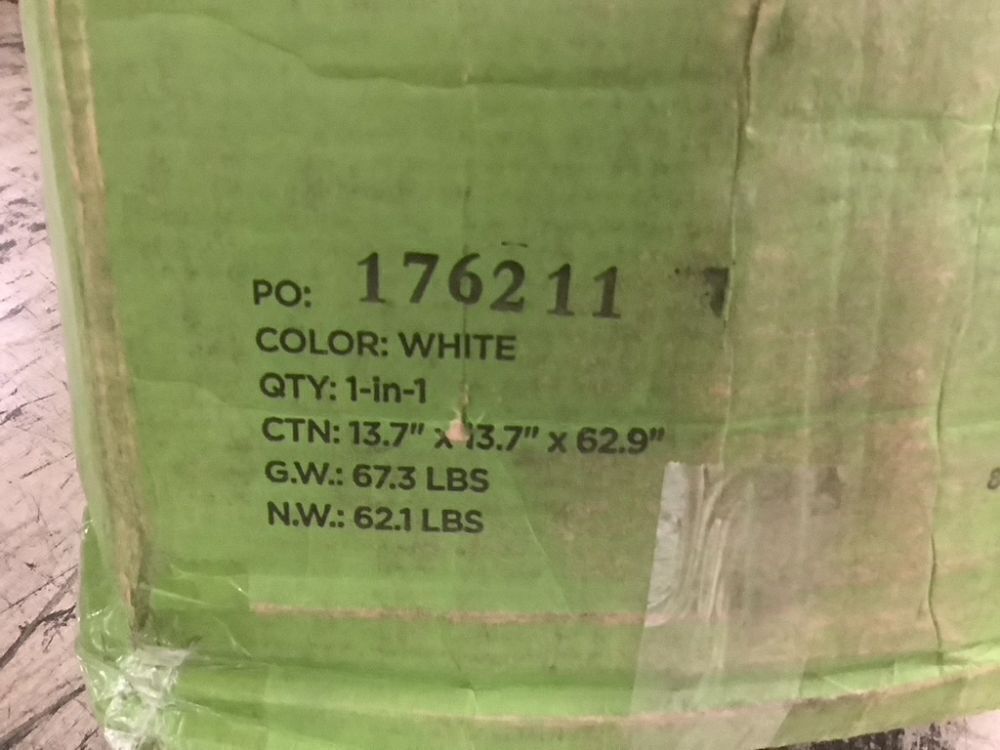 PO: 176211
COLOR: WHITE
QTY: 1-in-1
CTN: 13.7" x 13.7" x 62.9"
G.W.: 67.3 LBS
N.W.: 62.1 LBS